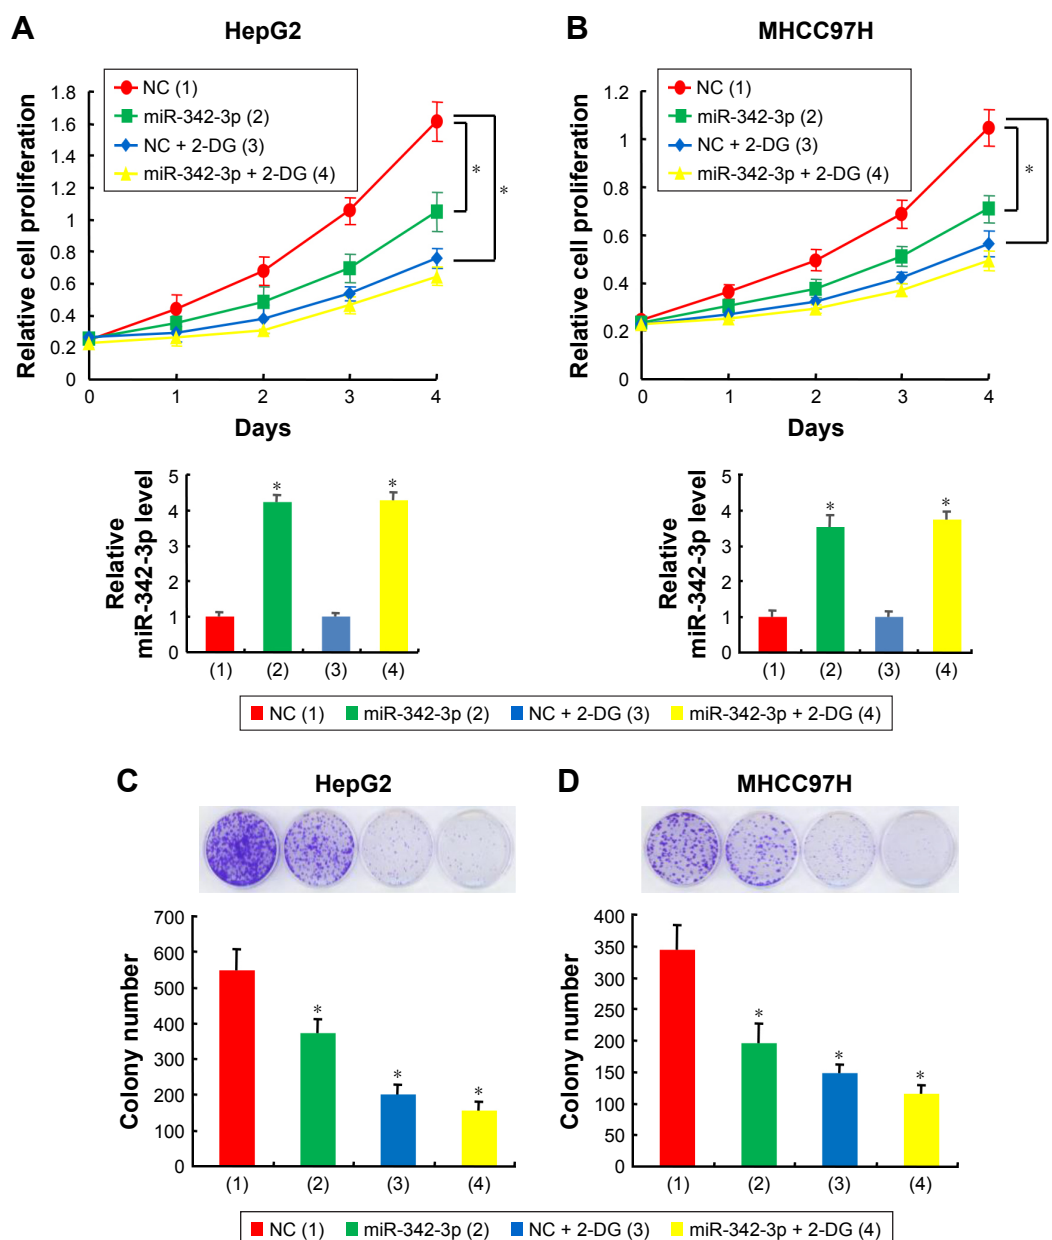 A
HepG2
NC (1)
miR-342-3p (2)
NC + 2-DG (3)
miR-342-3p + 2-DG (4)
Relative cell proliferation
1.8
1.6
1.4
1.2
1
0.8
0.6
0.4
0.2
0
0 1 2 3 4
Days
*
*
B
MHCC97H
NC (1)
miR-342-3p (2)
NC + 2-DG (3)
miR-342-3p + 2-DG (4)
Relative cell proliferation
1.2
1
0.8
0.6
0.4
0.2
0
0 1 2 3 4
Days
*
Relative
miR-342-3p level
5
4
3
2
1
0
* *
(1) (2) (3) (4)
Relative
miR-342-3p level
5
4
3
2
1
0
* *
(1) (2) (3) (4)
NC (1) miR-342-3p (2) NC + 2-DG (3) miR-342-3p + 2-DG (4)
C
HepG2
Colony number
700
600
500
400
300
200
100
0
* * *
(1) (2) (3) (4)
D
MHCC97H
Colony number
400
350
300
250
200
150
100
50
0
* * *
(1) (2) (3) (4)
NC (1) miR-342-3p (2) NC + 2-DG (3) miR-342-3p + 2-DG (4)